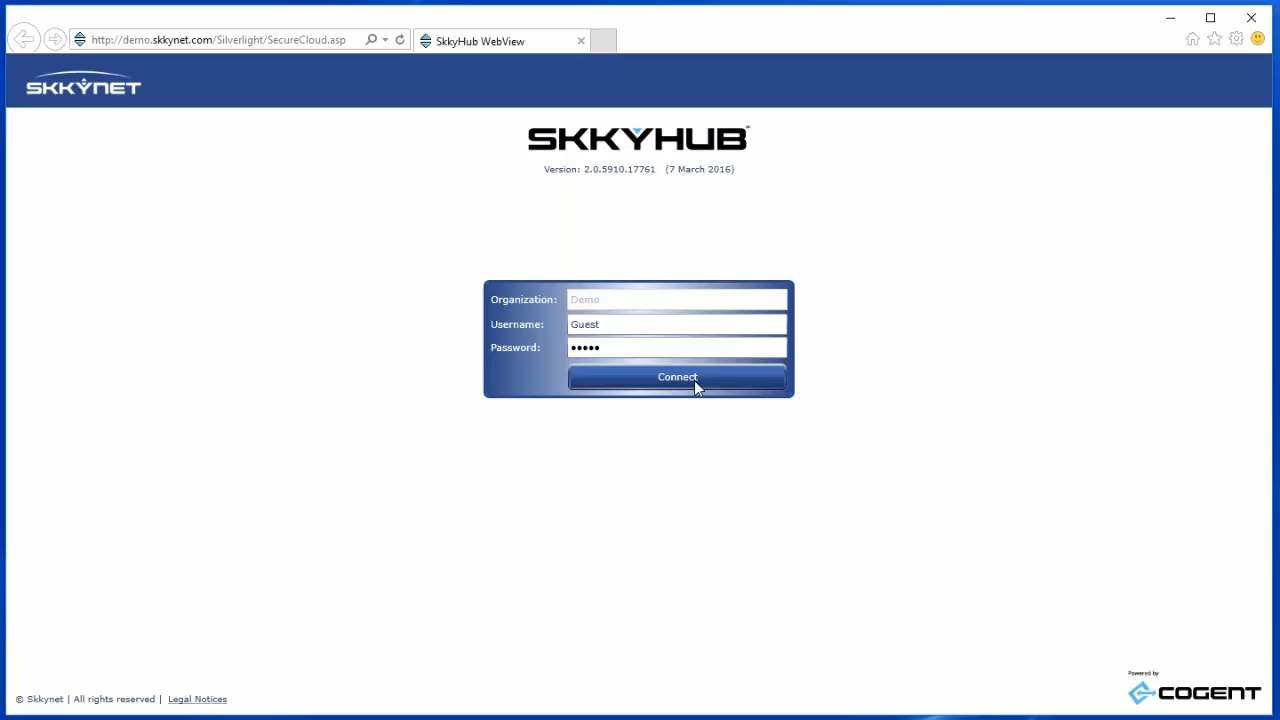 http://demo.skkynet.com/Silverlight/SecureCloud.asp
SkkyHub WebView
SKKYNET
SKKYHUB™
Version: 2.0.5910.17761 (7 March 2016)
Organization: Demo
Username: Guest
Password: •••••
Connect
Powered by
COGENT
© Skkynet | All rights reserved | Legal Notices